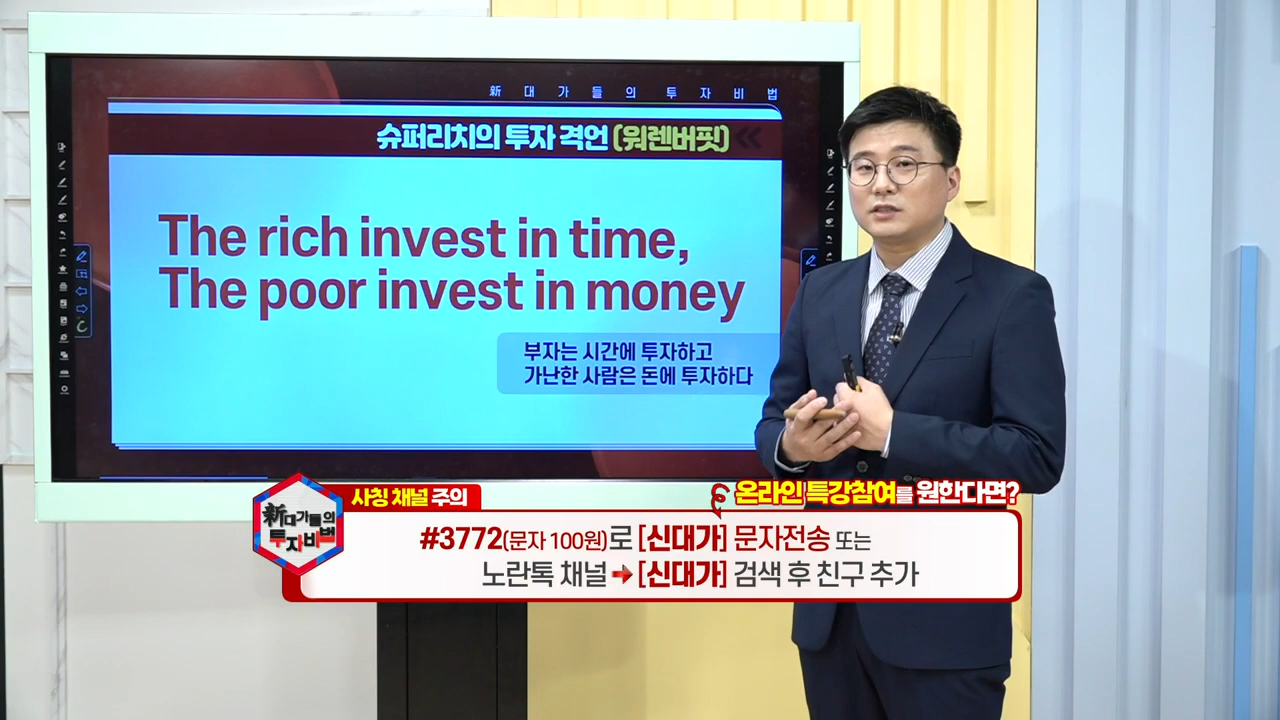 新 대 가 들 의 투 자 비 법
슈퍼리치의 투자 격언 (워렌버핏)
The rich invest in time,
The poor invest in money
부자는 시간에 투자하고
가난한 사람은 돈에 투자하다
新대가들의
투자비법
사칭 채널 주의
온라인 특강참여를 원한다면?
#3772(문자 100원)로 [신대가] 문자전송 또는
노란톡 채널 ➡ [신대가] 검색 후 친구 추가